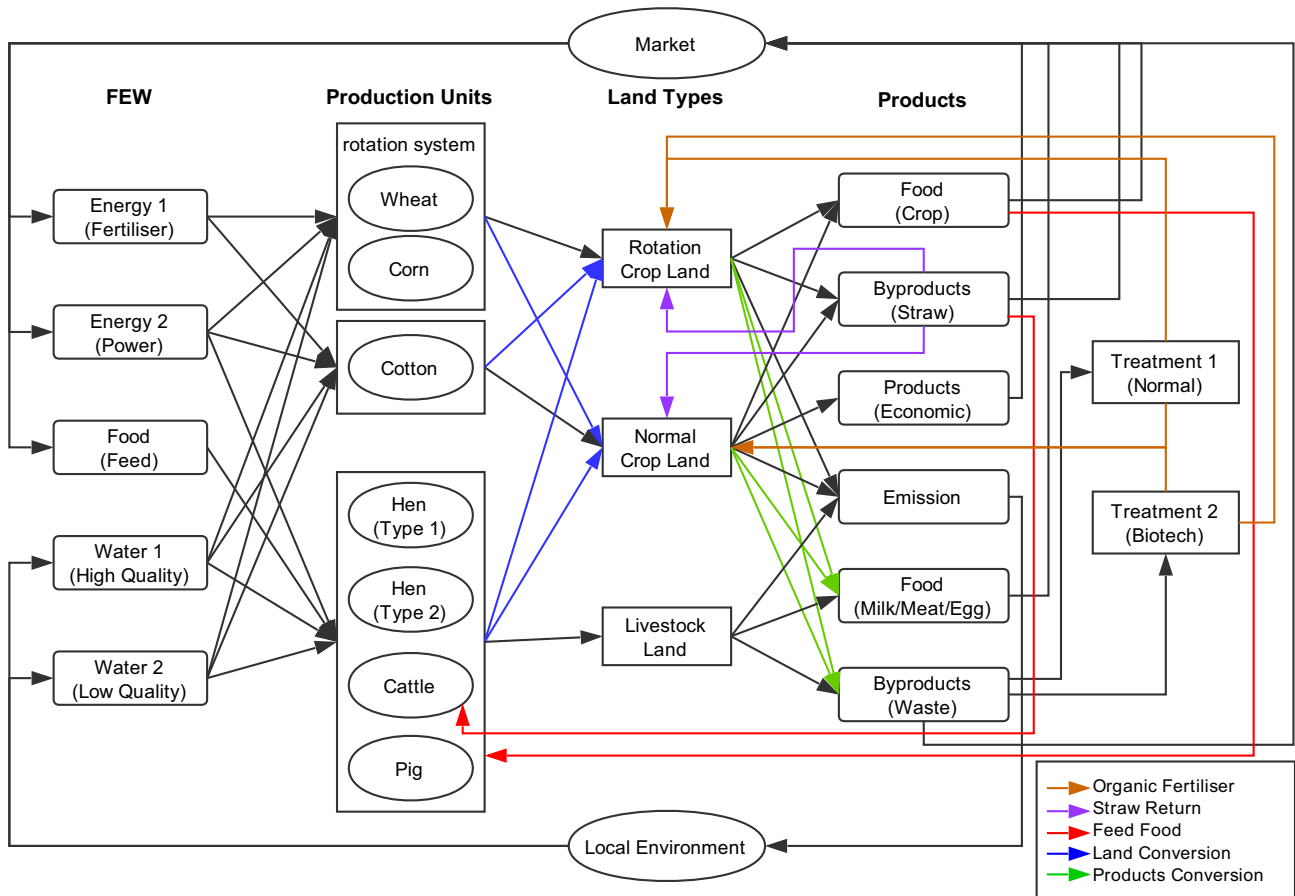 Market
FEW
Production Units
Land Types
Products
rotation system
Wheat
Corn
Cotton
Hen
(Type 1)
Hen
(Type 2)
Cattle
Pig
Energy 1
(Fertiliser)
Energy 2
(Power)
Food
(Feed)
Water 1
(High Quality)
Water 2
(Low Quality)
Rotation
Crop Land
Normal
Crop Land
Livestock
Land
Food
(Crop)
Byproducts
(Straw)
Products
(Economic)
Emission
Food
(Milk/Meat/Egg)
Byproducts
(Waste)
Treatment 1
(Normal)
Treatment 2
(Biotech)
Local Environment
Organic Fertiliser
Straw Return
Feed Food
Land Conversion
Products Conversion